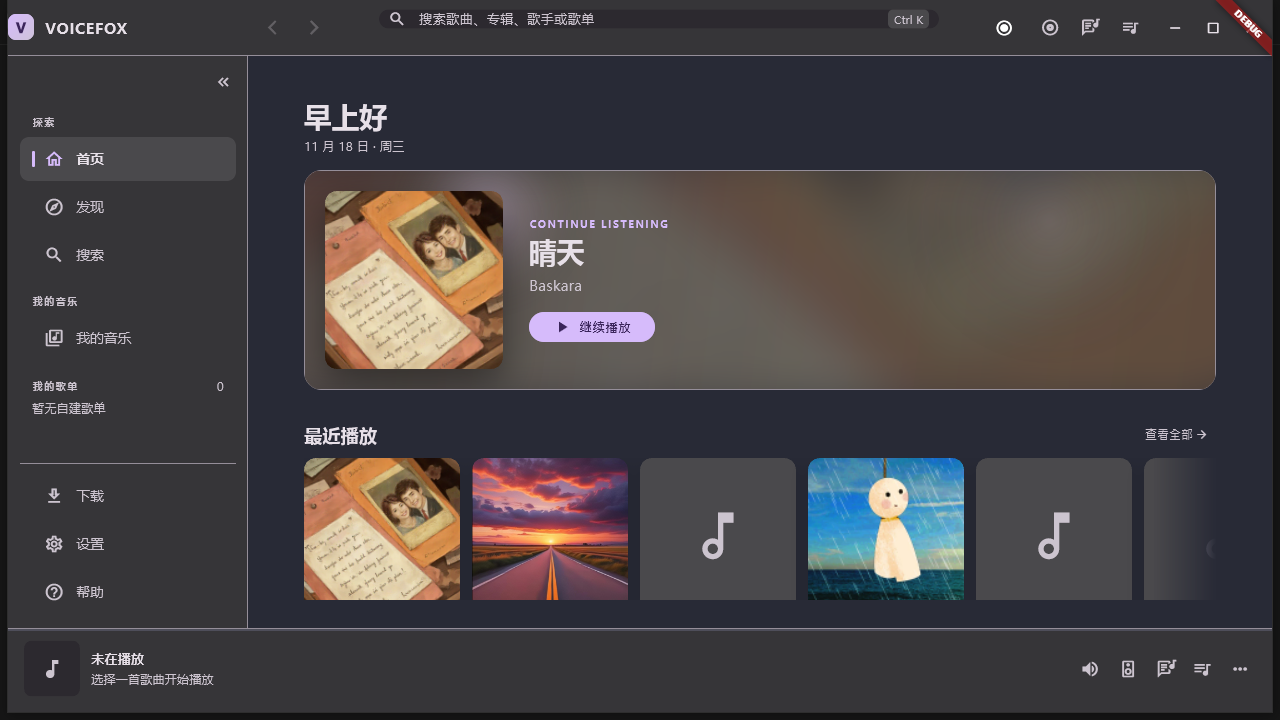 V VOICEFOX
搜索歌曲、专辑、歌手或歌单
Ctrl K
DEBUG
探索
首页
发现
搜索
我的音乐
我的音乐
我的歌单 0
暂无自建歌单
下载
设置
帮助
早上好
11 月 18 日 · 周三
CONTINUE LISTENING
晴天
Baskara
继续播放
最近播放
查看全部
未在播放
选择一首歌曲开始播放